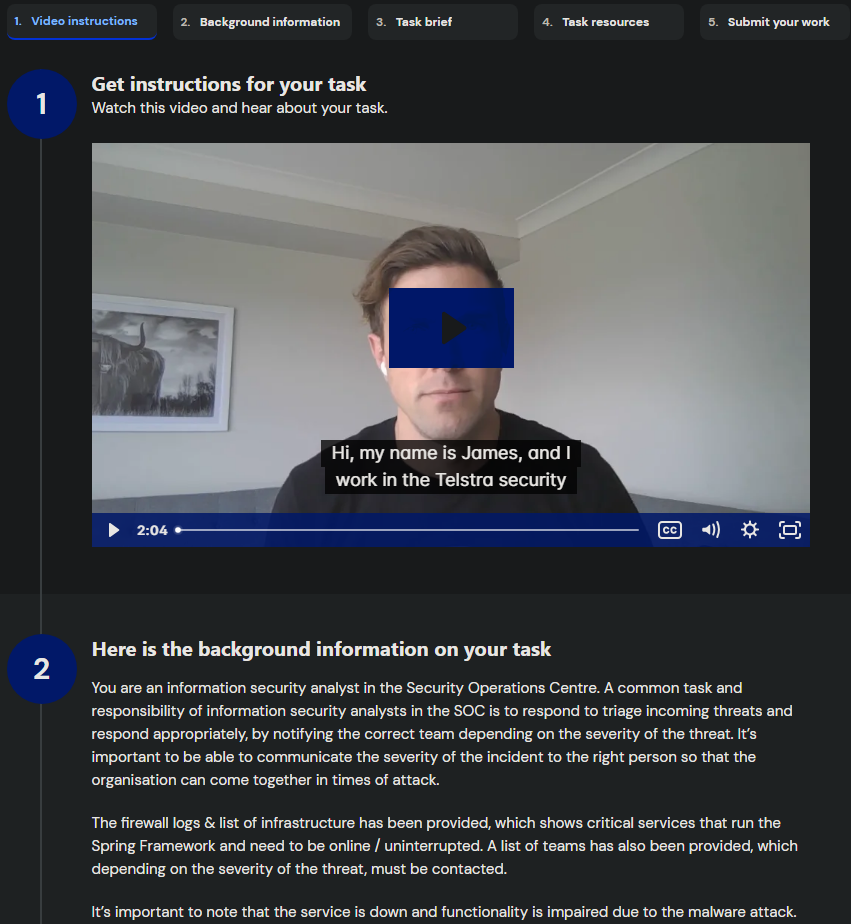 1. Video instructions
2. Background information
3. Task brief
4. Task resources
5. Submit your work
1
Get instructions for your task
Watch this video and hear about your task.
Hi, my name is James, and I
work in the Telstra security
2:04
CC
2
Here is the background information on your task
You are an information security analyst in the Security Operations Centre. A common task and
responsibility of information security analysts in the SOC is to respond to triage incoming threats and
respond appropriately, by notifying the correct team depending on the severity of the threat. It’s
important to be able to communicate the severity of the incident to the right person so that the
organisation can come together in times of attack.
The firewall logs & list of infrastructure has been provided, which shows critical services that run the
Spring Framework and need to be online / uninterrupted. A list of teams has also been provided, which
depending on the severity of the threat, must be contacted.
It’s important to note that the service is down and functionality is impaired due to the malware attack.